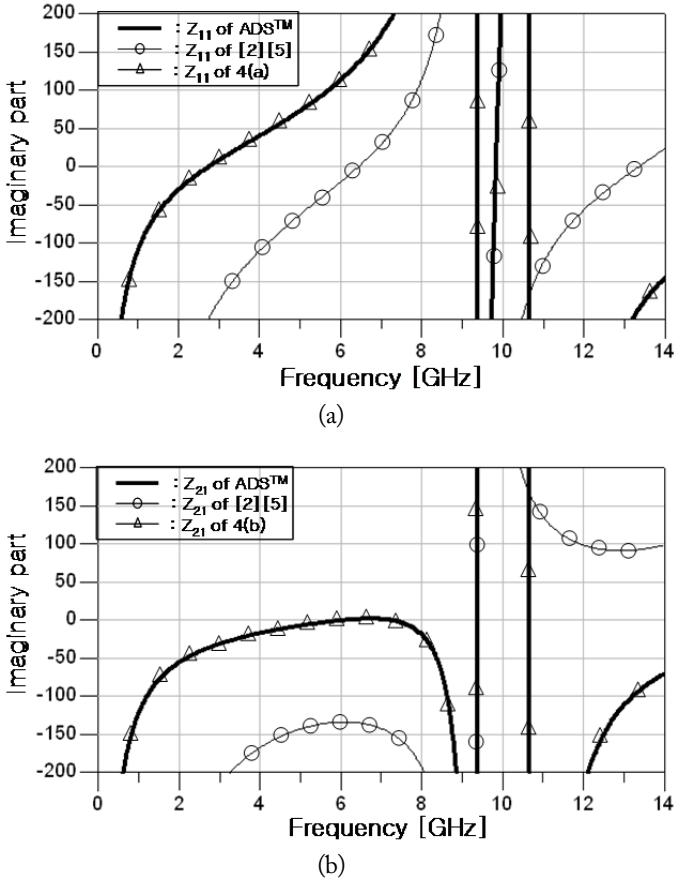 200
150
100
50
0
-50
-100
-150
-200
Imaginary part
: Z11 of ADS™
: Z11 of [2][5]
: Z11 of 4(a)
0 2 4 6 8 10 12 14
Frequency [GHz]
(a)
200
150
100
50
0
-50
-100
-150
-200
Imaginary part
: Z21 of ADS™
: Z21 of [2][5]
: Z21 of 4(b)
0 2 4 6 8 10 12 14
Frequency [GHz]
(b)